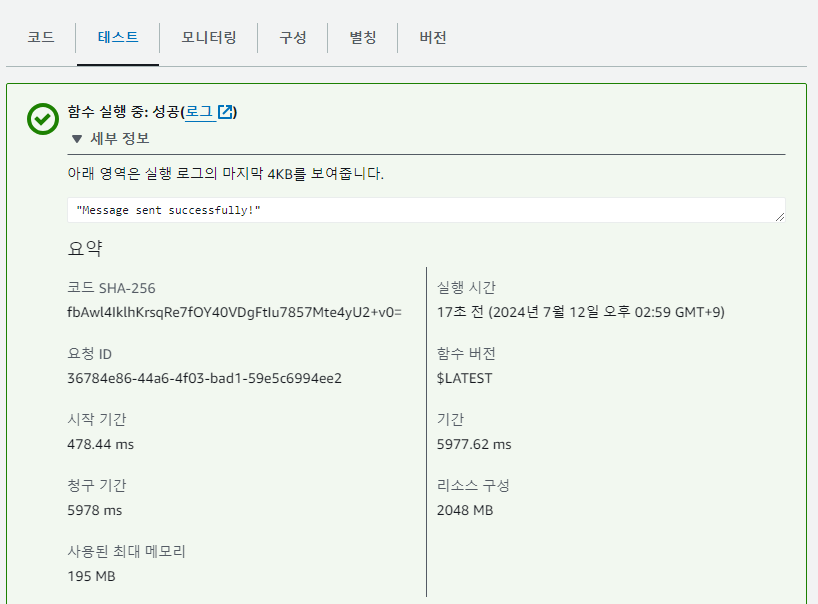 코드 테스트 모니터링 구성 별칭 버전
함수 실행 중: 성공(로그)
▼ 세부 정보
아래 영역은 실행 로그의 마지막 4KB를 보여줍니다.
"Message sent successfully!"
요약
코드 SHA-256
fbAwl4IklhKrsqRe7fOY40VDgFtIu7857Mte4yU2+v0=
실행 시간
17초 전 (2024년 7월 12일 오후 02:59 GMT+9)
요청 ID
36784e86-44a6-4f03-bad1-59e5c6994ee2
함수 버전
$LATEST
시작 기간
478.44 ms
기간
5977.62 ms
청구 기간
5978 ms
리소스 구성
2048 MB
사용된 최대 메모리
195 MB